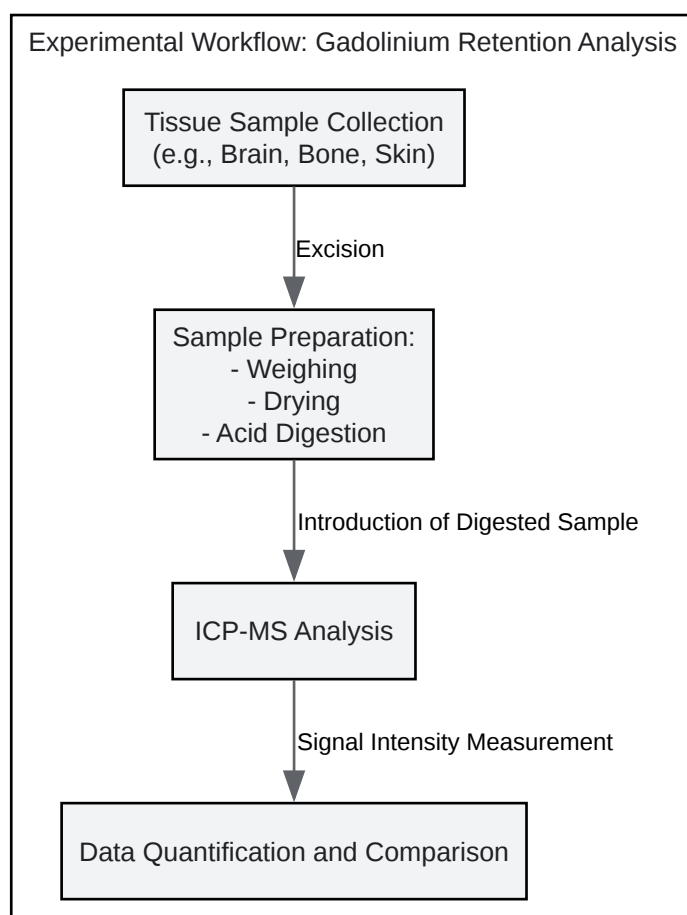 Experimental Workflow: Gadolinium Retention Analysis
Tissue Sample Collection
(e.g., Brain, Bone, Skin)
Excision
Sample Preparation:
- Weighing
- Drying
- Acid Digestion
Introduction of Digested Sample
ICP-MS Analysis
Signal Intensity Measurement
Data Quantification and Comparison